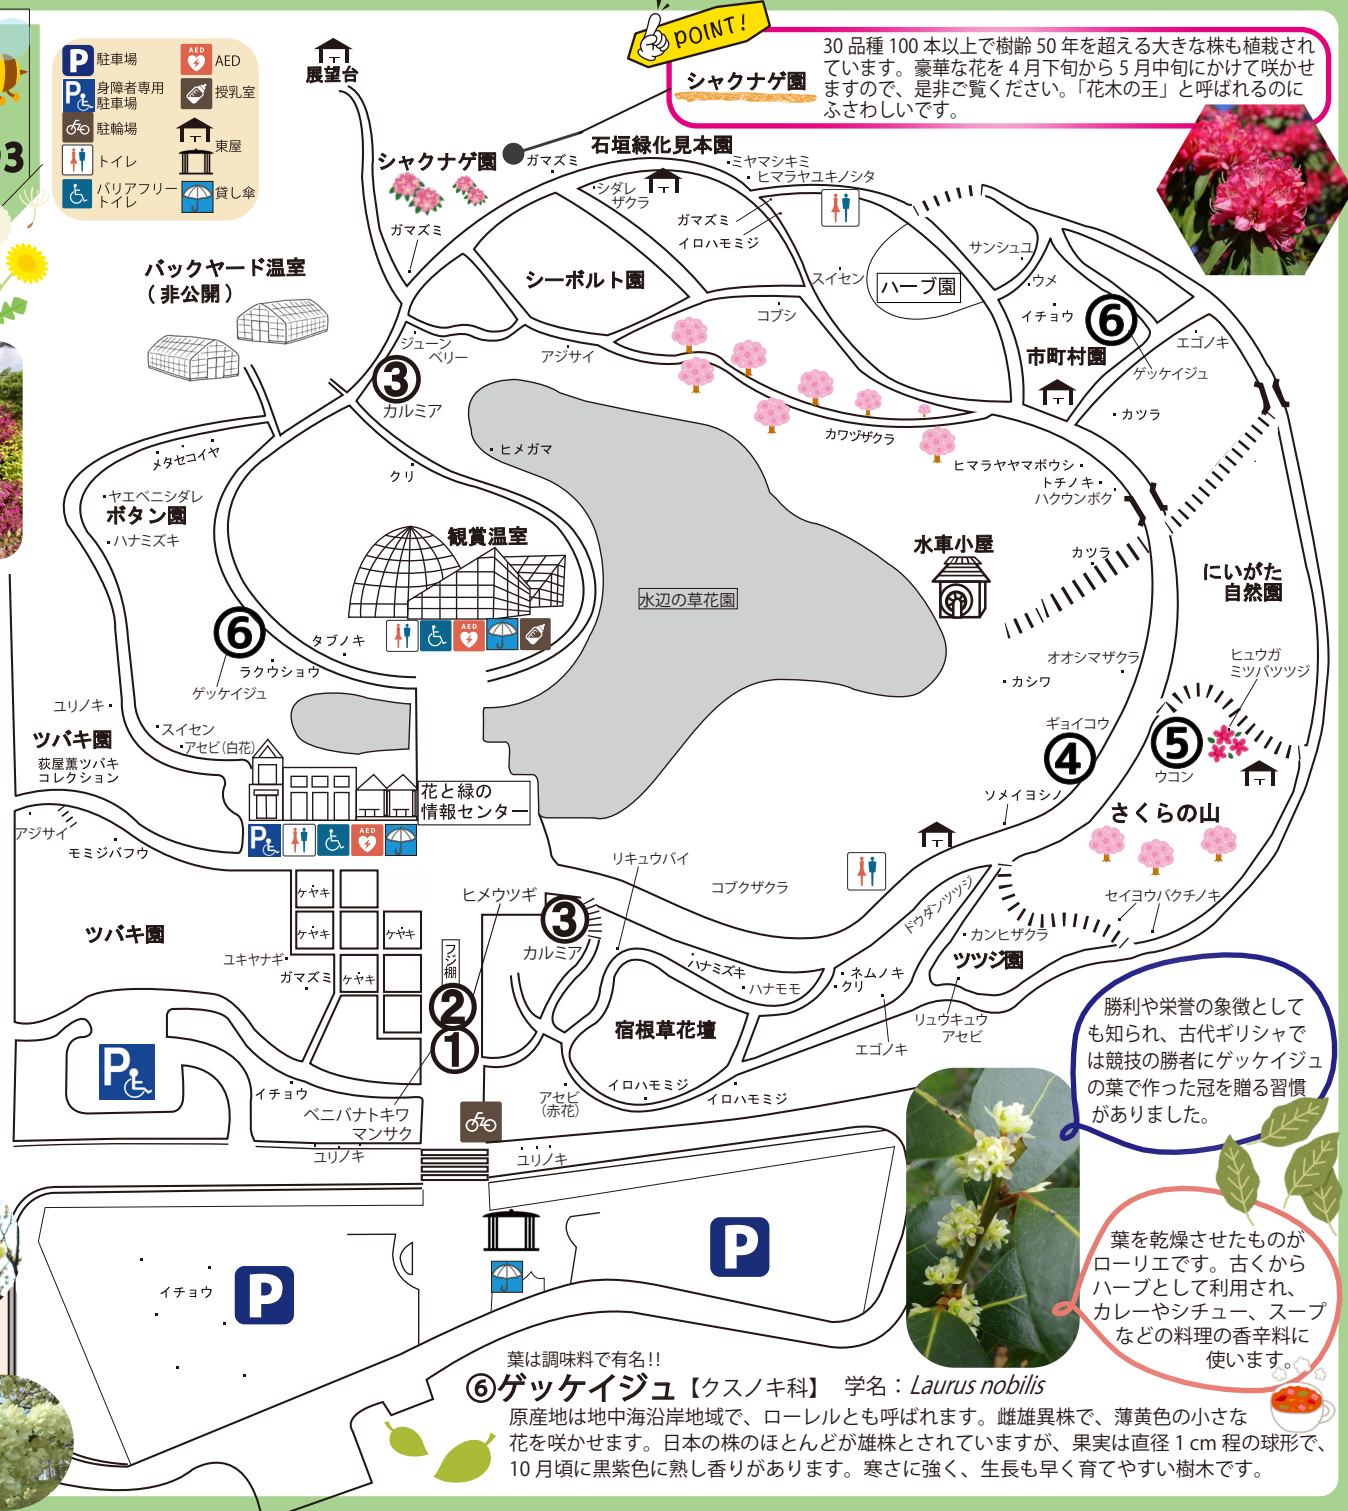 駐車場
AED
身障者専用
駐車場
授乳室
駐輪場
東屋
トイレ
バリアフリー
トイレ
貸し傘
展望台
POINT!
シャクナゲ園
30 品種 100 本以上で樹齢 50 年を超える大きな株も植栽され
ています。豪華な花を 4 月下旬から 5 月中旬にかけて咲かせ
ますので、是非ご覧ください。「花木の王」と呼ばれるのに
ふさわしいです。
シャクナゲ園
ガマズミ
石垣緑化見本園
ミヤマシキミ
ヒマラヤユキノシタ
シダレ
ザクラ
ガマズミ
イロハモミジ
ガマズミ
サンシュユ
バックヤード温室
(非公開)
シーボルト園
スイセン
ハーブ園
ウメ
イチョウ
⑥
コブシ
市町村園
エゴノキ
ゲッケイジュ
ジューン
ベリー
アジサイ
③
カルミア
カツラ
カワヅザクラ
ヒメガマ
メタセコイヤ
クリ
ヒマラヤヤマボウシ
トチノキ
ハクウンボク
ヤエベニシダレ
ボタン園
ハナミズキ
観賞温室
水車小屋
カツラ
にいがた
自然園
水辺の草花園
AED
⑥
タブノキ
ラクウショウ
ゲッケイジュ
オオシマザクラ
カシワ
ヒュウガ
ミツバツツジ
ユリノキ
スイセン
アセビ(白花)
ツバキ園
荻屋薫ツバキ
コレクション
ギョイコウ
④
⑤
ウコン
花と緑の
情報センター
ソメイヨシノ
さくらの山
アジサイ
モミジバフウ
P
AED
リキュウバイ
コブクザクラ
ケヤキ
ヒメウツギ
セイヨウバクチノキ
ドウダンツツジ
ツバキ園
ケヤキ
ケヤキ
フジ棚
③
カルミア
カンヒザクラ
ツツジ園
ユキヤナギ
ガマズミ
ケヤキ
ハナミズキ
ハナモモ
ネムノキ
クリ
②
①
宿根草花壇
リュウキュウ
アセビ
エゴノキ
P
イチョウ
ベニバナトキワ
マンサク
アセビ
(赤花)
イロハモミジ
イロハモミジ
ユリノキ
ユリノキ
勝利や栄誉の象徴として
も知られ、古代ギリシャで
は競技の勝者にゲッケイジュ
の葉で作った冠を贈る習慣
がありました。
イチョウ
P
P
葉を乾燥させたものが
ローリエです。古くから
ハーブとして利用され、
カレーやシチュー、スープ
などの料理の香辛料に
使います。
葉は調味料で有名!!
⑥ゲッケイジュ【クスノキ科】 学名：Laurus nobilis
原産地は地中海沿岸地域で、ローレルとも呼ばれます。雌雄異株で、薄黄色の小さな
花を咲かせます。日本の株のほとんどが雄株とされていますが、果実は直径 1 cm 程の球形で、
10 月頃に黒紫色に熟し香りがあります。寒さに強く、生長も早く育てやすい樹木です。